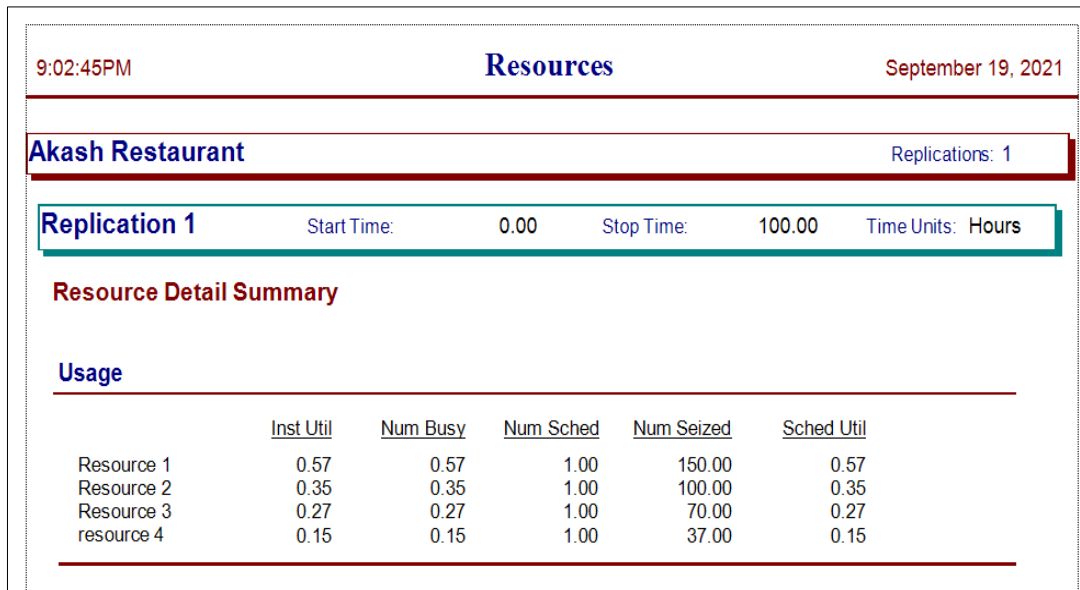 9:02:45PM Resources September 19, 2021
Akash Restaurant Replications: 1
Replication 1 Start Time: 0.00 Stop Time: 100.00 Time Units: Hours
Resource Detail Summary
Usage
Inst Util Num Busy Num Sched Num Seized Sched Util
Resource 1 0.57 0.57 1.00 150.00 0.57
Resource 2 0.35 0.35 1.00 100.00 0.35
Resource 3 0.27 0.27 1.00 70.00 0.27
resource 4 0.15 0.15 1.00 37.00 0.15